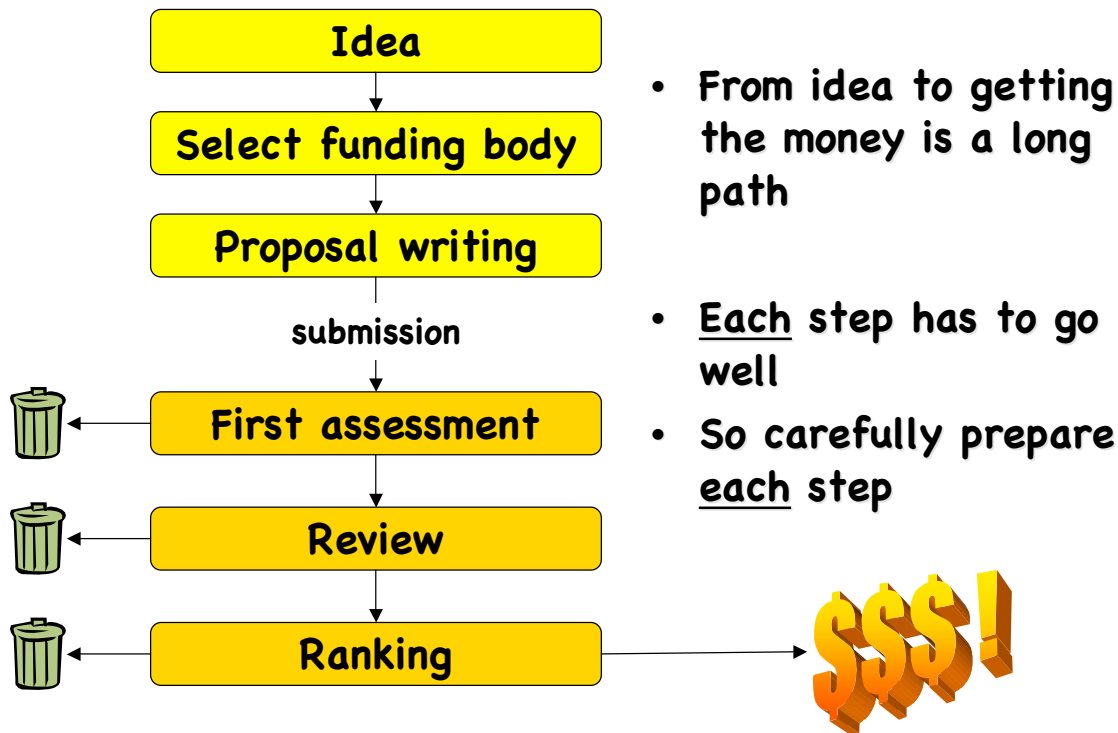 Idea
Select funding body
Proposal writing
submission
First assessment
Review
Ranking
• From idea to getting
the money is a long
path
• Each step has to go
well
• So carefully prepare
each step
$$$!